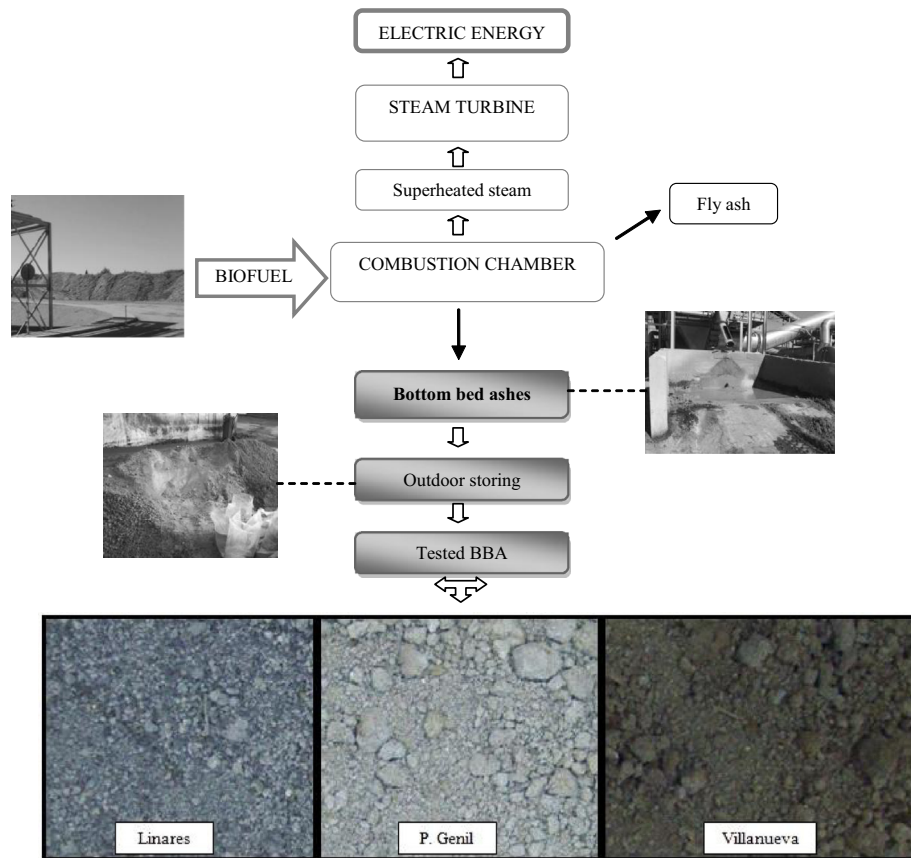 ELECTRIC ENERGY
STEAM TURBINE
Superheated steam
Fly ash
COMBUSTION CHAMBER
BIOFUEL
Bottom bed ashes
Outdoor storing
Tested BBA
Linares
P. Genil
Villanueva